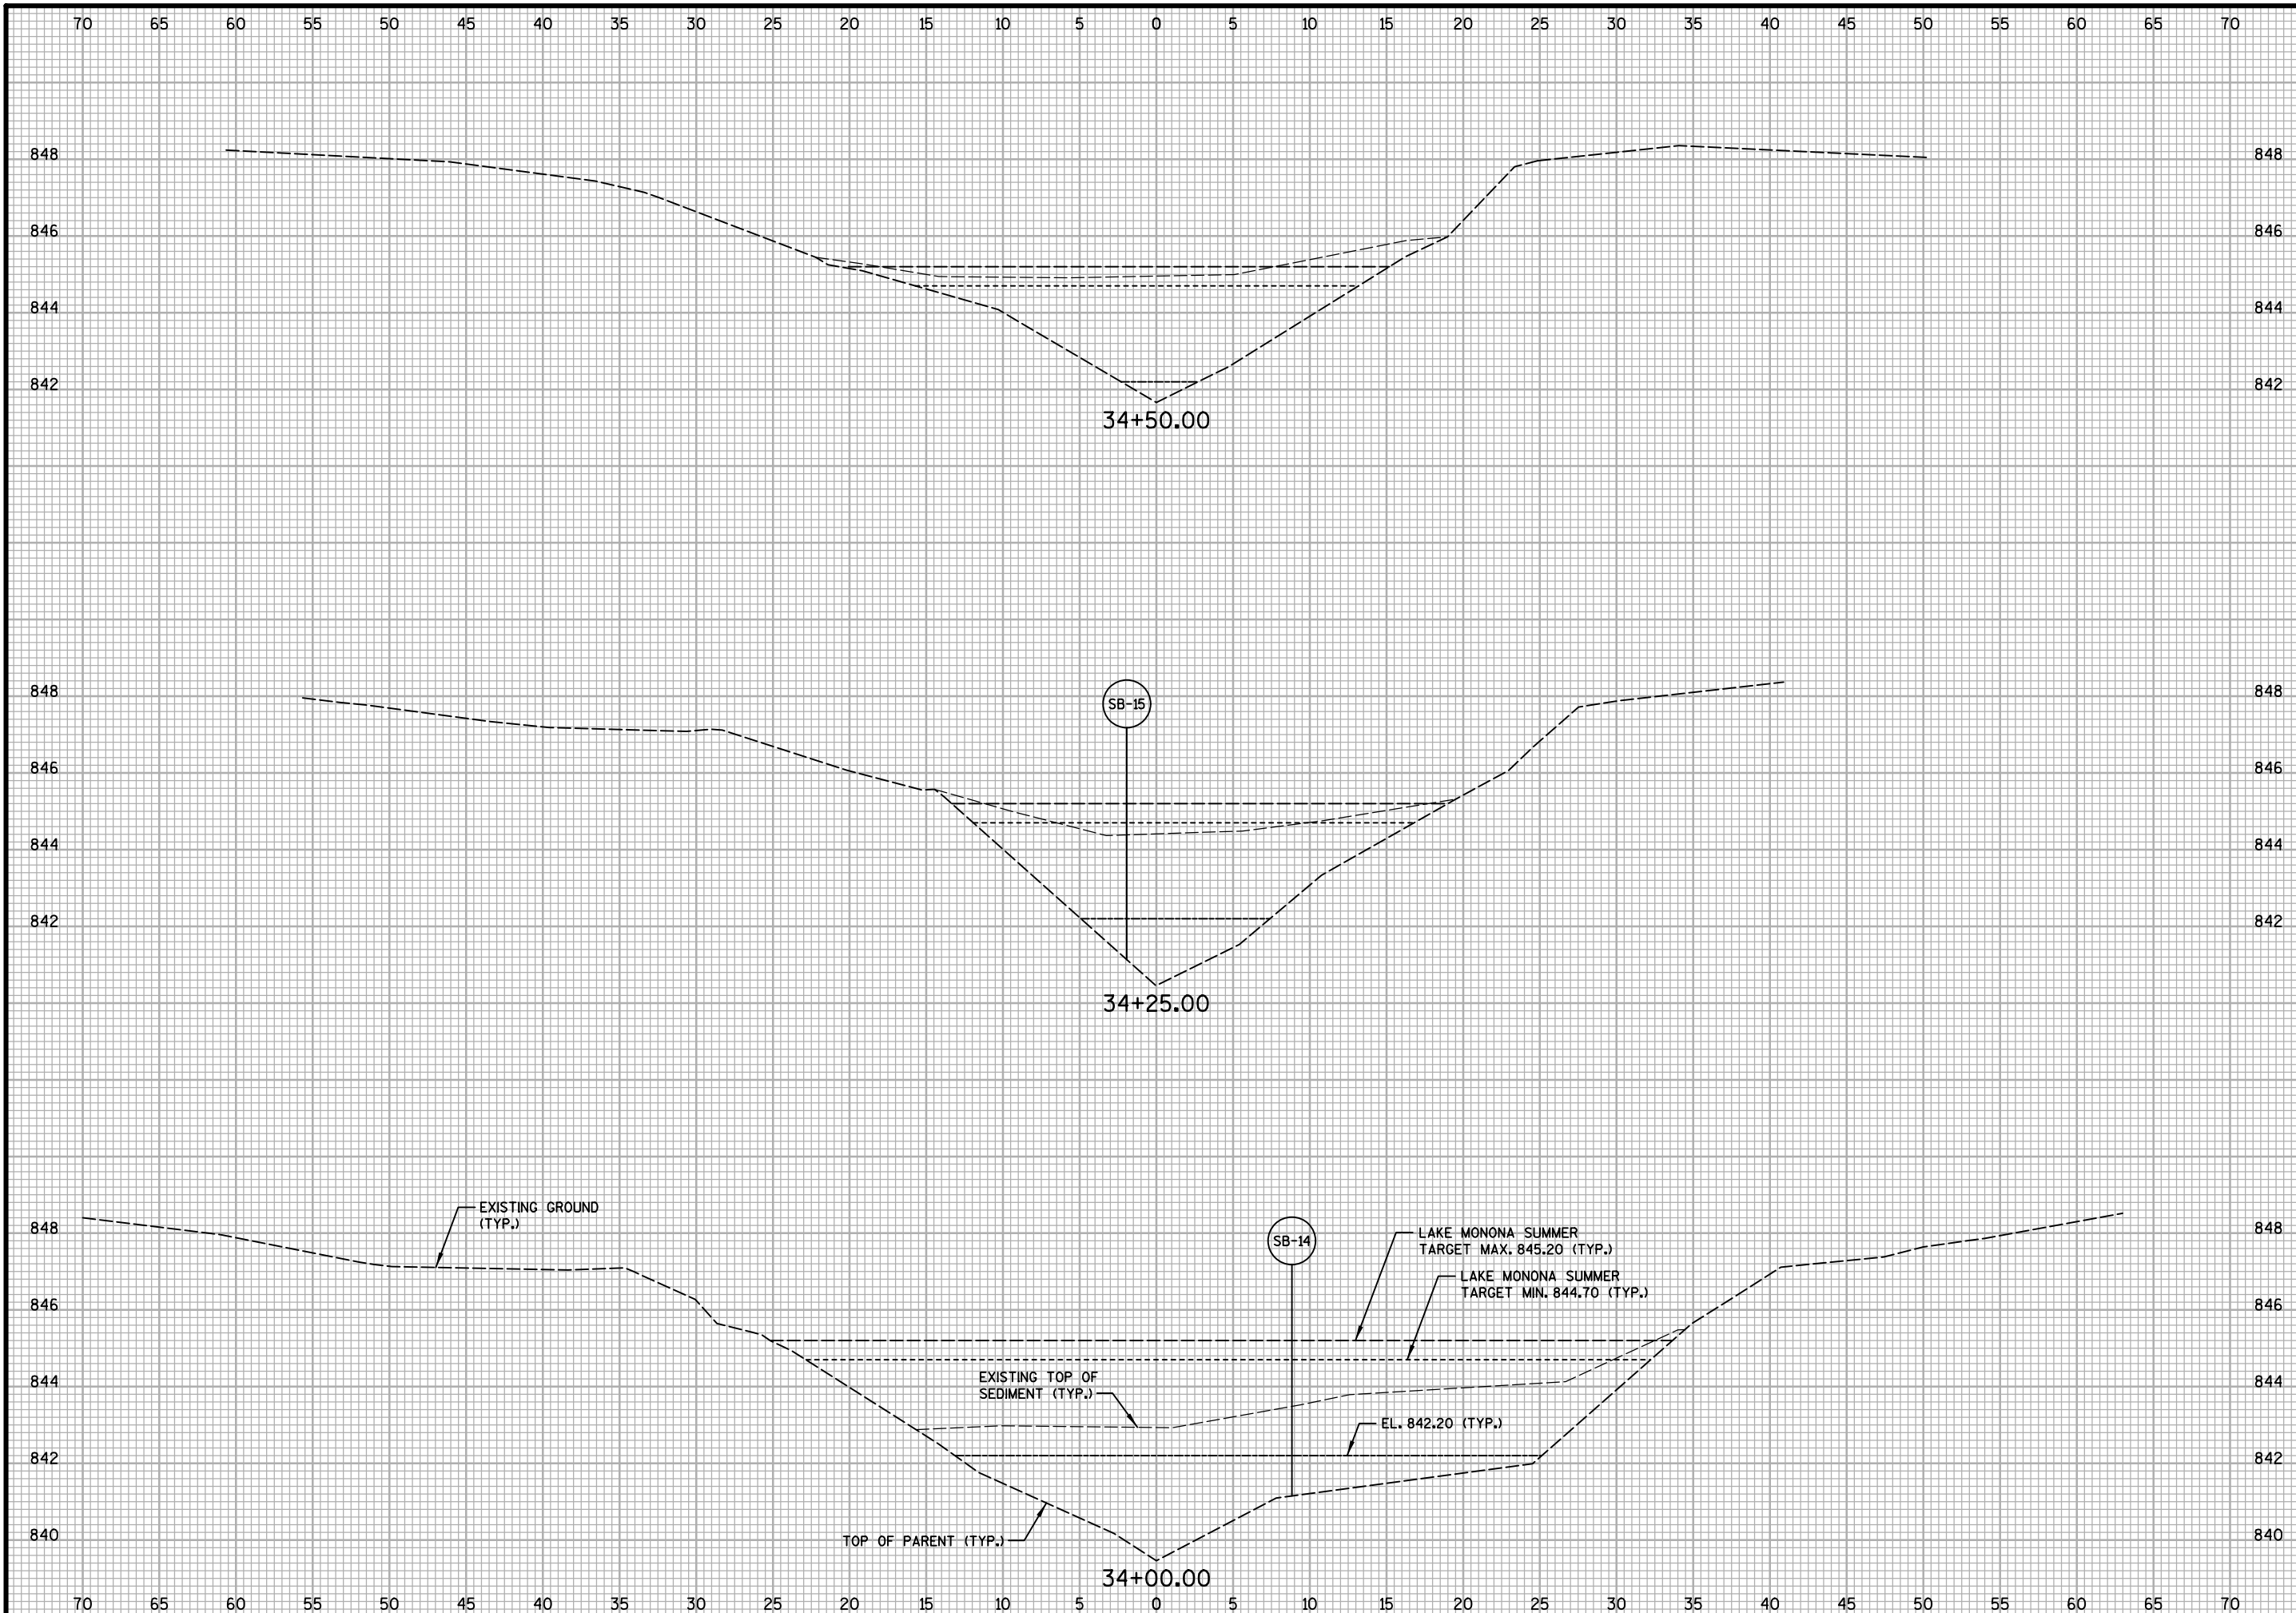 70 65 60 55 50 45 40 35 30 25 20 15 10 5 0 5 10 15 20 25 30 35 40 45 50 55 60 65 70
848 848
846 846
844 844
842 842
34+50.00
848 848
SB-15
846 846
844 844
842 842
34+25.00
EXISTING GROUND
(TYP.)
848 848
SB-14
LAKE MONONA SUMMER
TARGET MAX. 845.20 (TYP.)
LAKE MONONA SUMMER
TARGET MIN. 844.70 (TYP.)
846 846
EXISTING TOP OF
SEDIMENT (TYP.)
844 844
EL. 842.20 (TYP.)
842 842
840 840
TOP OF PARENT (TYP.)
34+00.00
70 65 60 55 50 45 40 35 30 25 20 15 10 5 0 5 10 15 20 25 30 35 40 45 50 55 60 65 70